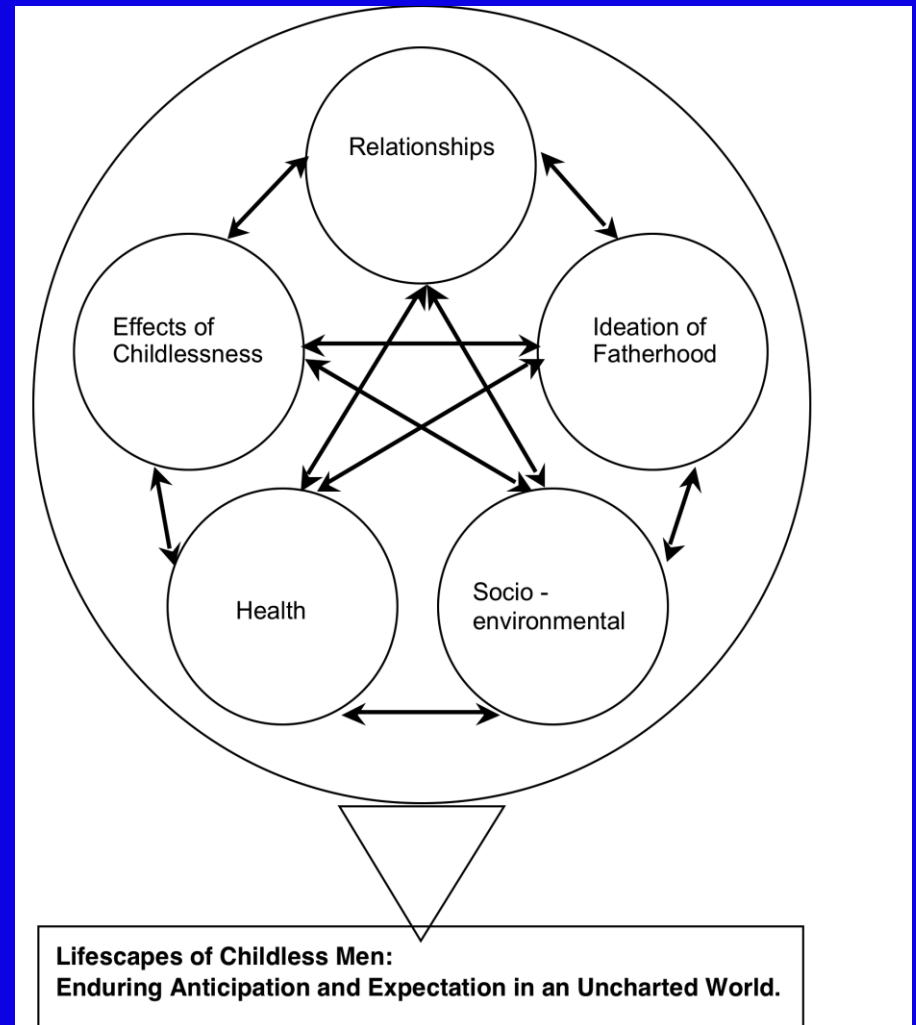 Relationships
Effects of
Childlessness
Ideation of
Fatherhood
Health
Socio -
environmental
Lifescapes of Childless Men:
Enduring Anticipation and Expectation in an Uncharted World.